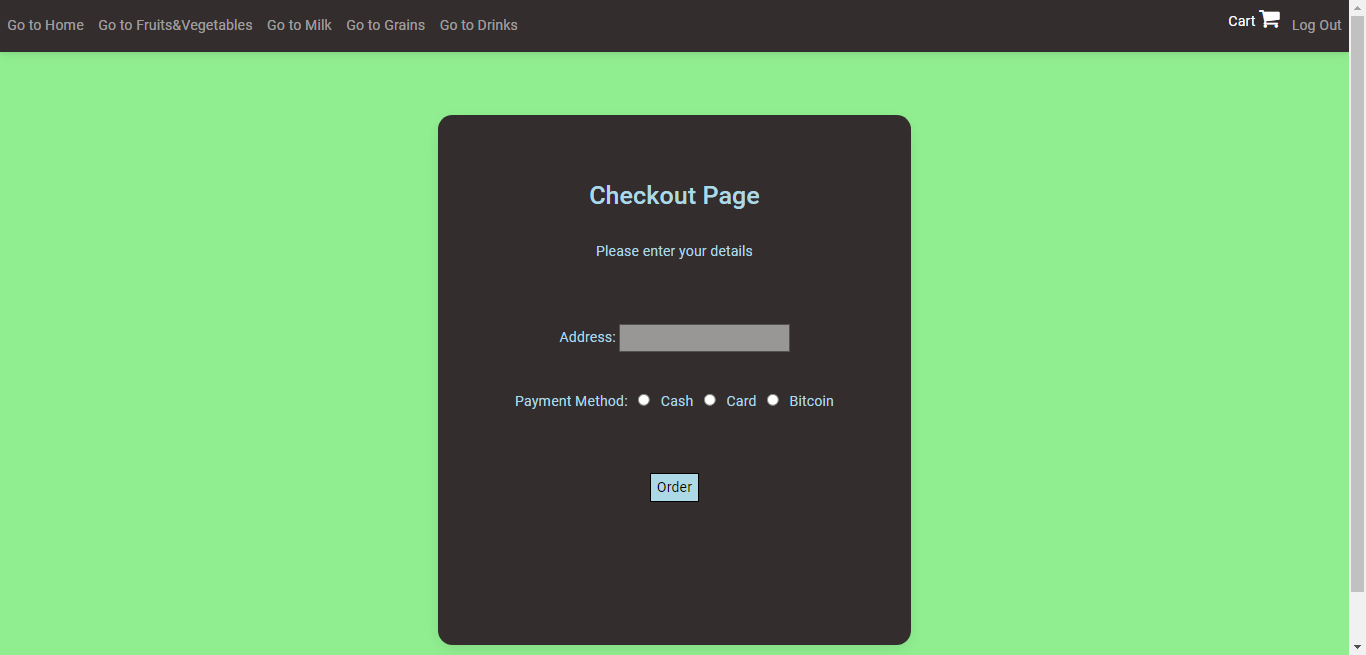 Go to Home Go to Fruits&Vegetables Go to Milk Go to Grains Go to Drinks Cart Log Out
Checkout Page
Please enter your details
Address:
Payment Method: Cash Card Bitcoin
Order